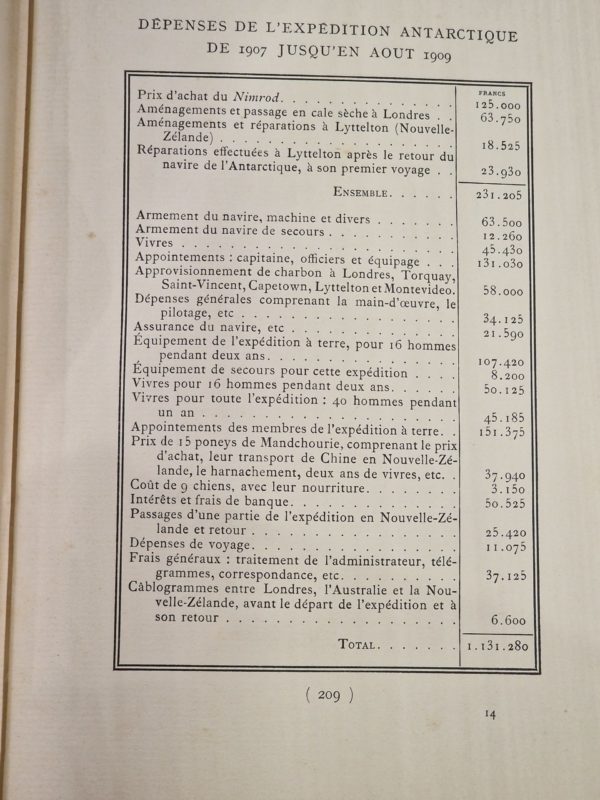 DÉPENSES DE L'EXPÉDITION ANTARCTIQUE
DE 1907 JUSQU'EN AOUT 1909
FRANCS
Prix d'achat du Nimrod. . . . . . . . . . . . . . . 125.000
Aménagements et passage en cale sèche à Londres . . 63.750
Aménagements et réparations à Lyttelton (Nouvelle-
Zélande) . . . . . . . . . . . . . . . . . . . 18.525
Réparations effectuées à Lyttelton après le retour du
navire de l'Antarctique, à son premier voyage . . 23.930
ENSEMBLE. . . . . . 231.205
Armement du navire, machine et divers . . . . . . 63.500
Armement du navire de secours . . . . . . . . . . 12.260
Vivres . . . . . . . . . . . . . . . . . . . . . 45.430
Appointements : capitaine, officiers et équipage . . . 131.030
Approvisionnement de charbon à Londres, Torquay,
Saint-Vincent, Capetown, Lyttelton et Montevideo. 58.000
Dépenses générales comprenant la main-d'œuvre, le
pilotage, etc . . . . . . . . . . . . . . . . . 34.125
Assurance du navire, etc . . . . . . . . . . . . . 21.590
Équipement de l'expédition à terre, pour 16 hommes
pendant deux ans. . . . . . . . . . . . . . . . 107.420
Équipement de secours pour cette expédition . . . . 8.200
Vivres pour 16 hommes pendant deux ans. . . . . . 50.125
Vivres pour toute l'expédition : 40 hommes pendant
un an . . . . . . . . . . . . . . . . . . . . . 45.185
Appointements des membres de l'expédition à terre. . 151.375
Prix de 15 poneys de Mandchourie, comprenant le prix
d'achat, leur transport de Chine en Nouvelle-Zé-
lande, le harnachement, deux ans de vivres, etc. . 37.940
Coût de 9 chiens, avec leur nourriture. . . . . . . . 3.150
Intérêts et frais de banque. . . . . . . . . . . . . 50.525
Passages d'une partie de l'expédition en Nouvelle-Zé-
lande et retour . . . . . . . . . . . . . . . . 25.420
Dépenses de voyage. . . . . . . . . . . . . . . . . 11.075
Frais généraux : traitement de l'administrateur, télé-
grammes, correspondance, etc. . . . . . . . . . . 37.125
Câblogrammes entre Londres, l'Australie et la Nou-
velle-Zélande, avant le départ de l'expédition et à
son retour . . . . . . . . . . . . . . . . . . . 6.600
TOTAL. . . . . . . 1.131.280
( 209 )
14